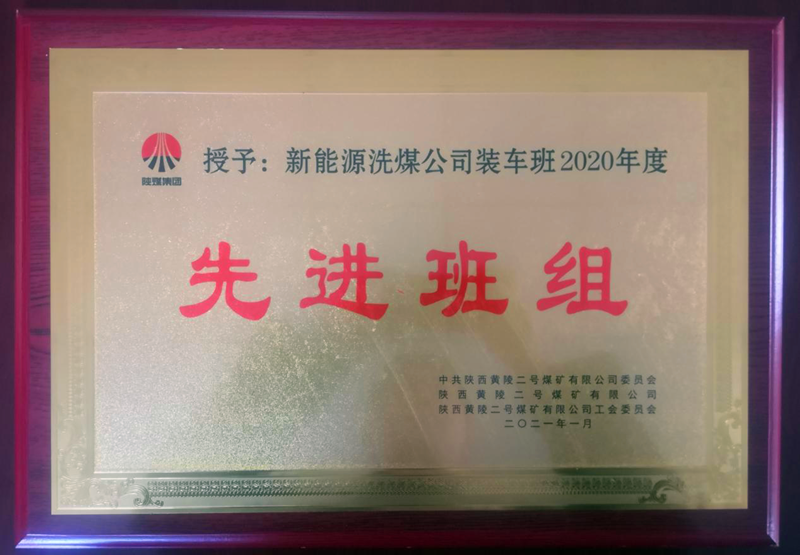 陕煤集团
授予：新能源洗煤公司装车班2020年度
先进班组
中共陕西黄陵二号煤矿有限公司委员会
陕西黄陵二号煤矿有限公司
陕西黄陵二号煤矿有限公司工会委员会
二〇二一年一月